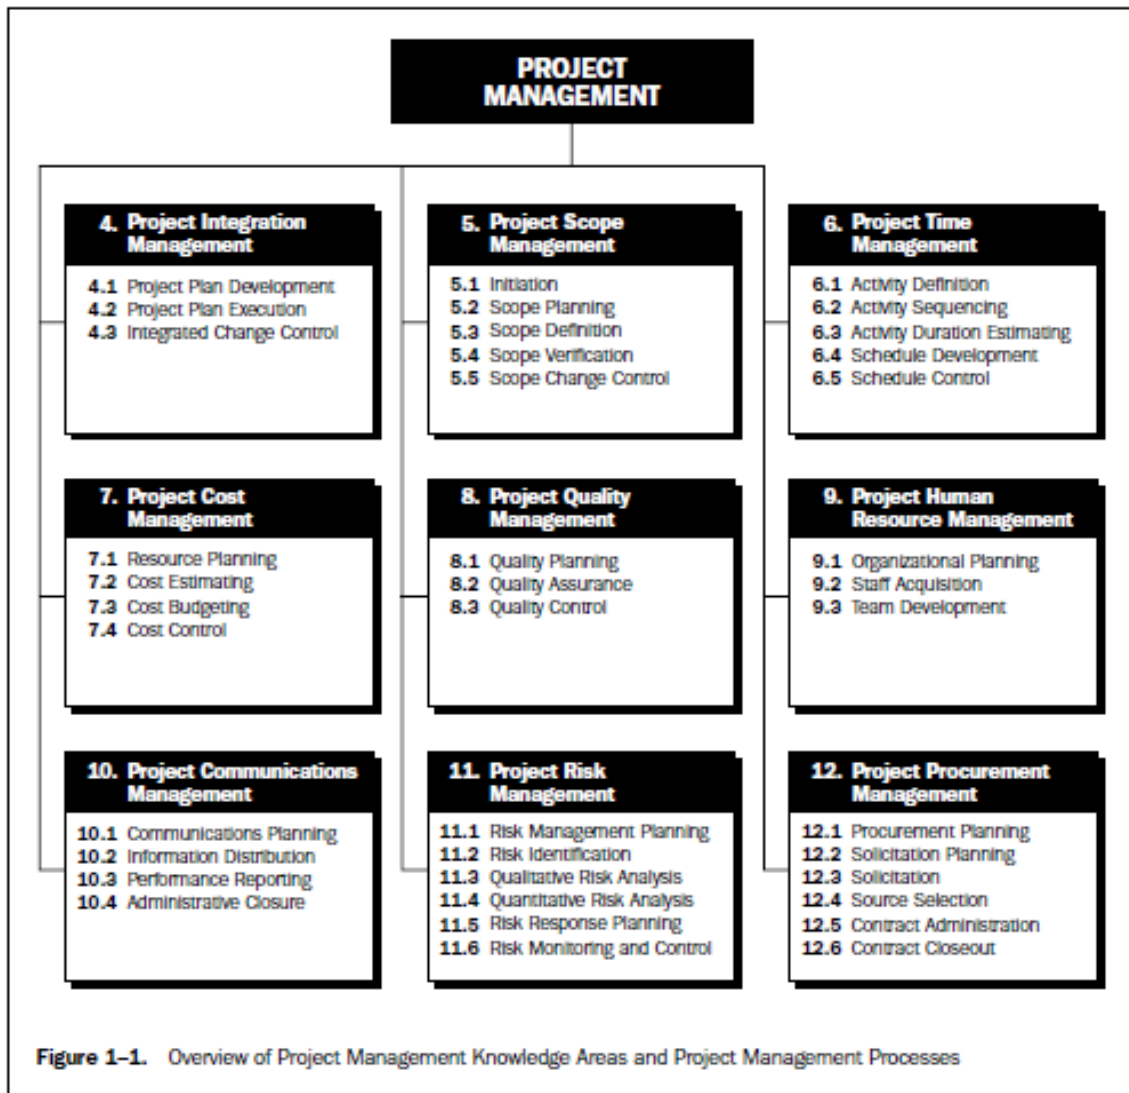 PROJECT
MANAGEMENT
4. Project Integration
Management
4.1 Project Plan Development
4.2 Project Plan Execution
4.3 Integrated Change Control
5. Project Scope
Management
5.1 Initiation
5.2 Scope Planning
5.3 Scope Definition
5.4 Scope Verification
5.5 Scope Change Control
6. Project Time
Management
6.1 Activity Definition
6.2 Activity Sequencing
6.3 Activity Duration Estimating
6.4 Schedule Development
6.5 Schedule Control
7. Project Cost
Management
7.1 Resource Planning
7.2 Cost Estimating
7.3 Cost Budgeting
7.4 Cost Control
8. Project Quality
Management
8.1 Quality Planning
8.2 Quality Assurance
8.3 Quality Control
9. Project Human
Resource Management
9.1 Organizational Planning
9.2 Staff Acquisition
9.3 Team Development
10. Project Communications
Management
10.1 Communications Planning
10.2 Information Distribution
10.3 Performance Reporting
10.4 Administrative Closure
11. Project Risk
Management
11.1 Risk Management Planning
11.2 Risk Identification
11.3 Qualitative Risk Analysis
11.4 Quantitative Risk Analysis
11.5 Risk Response Planning
11.6 Risk Monitoring and Control
12. Project Procurement
Management
12.1 Procurement Planning
12.2 Solicitation Planning
12.3 Solicitation
12.4 Source Selection
12.5 Contract Administration
12.6 Contract Closeout
Figure 1–1. Overview of Project Management Knowledge Areas and Project Management Processes